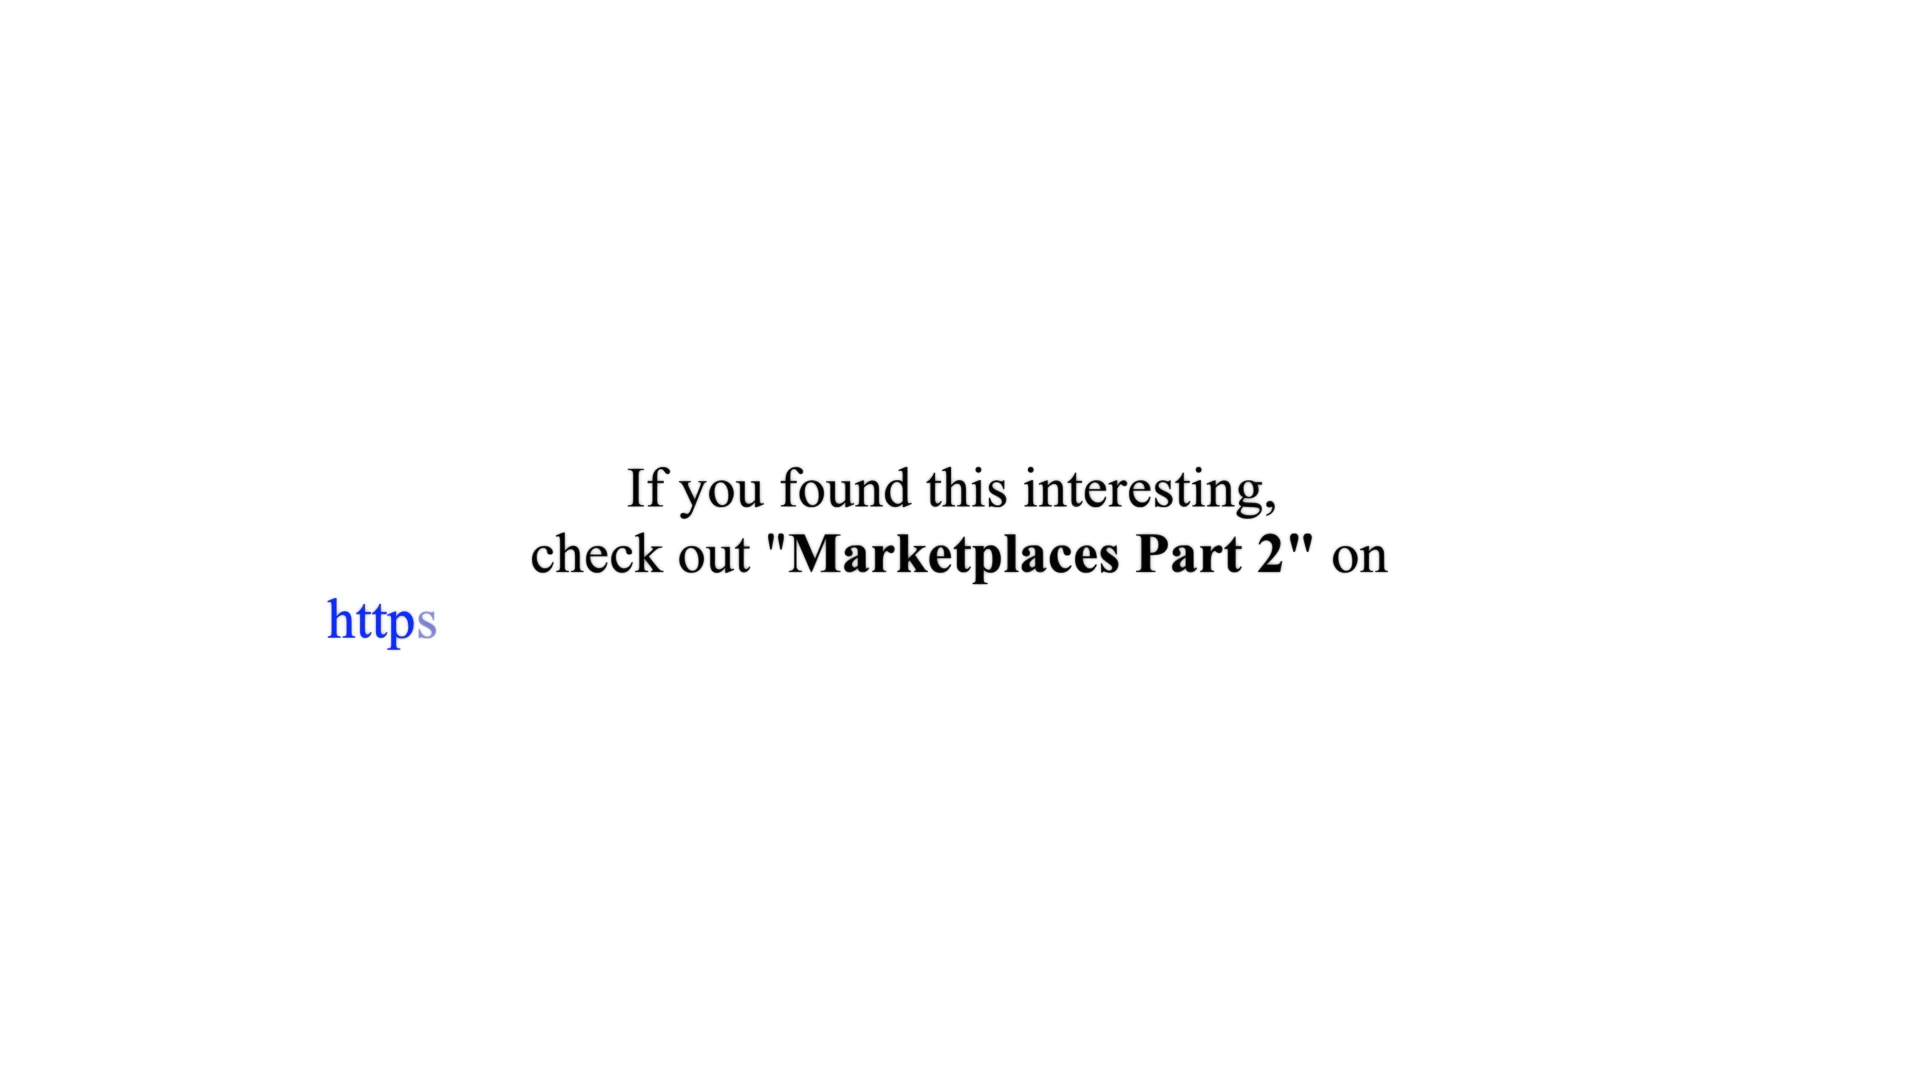 If you found this interesting,
check out "Marketplaces Part 2" on
https